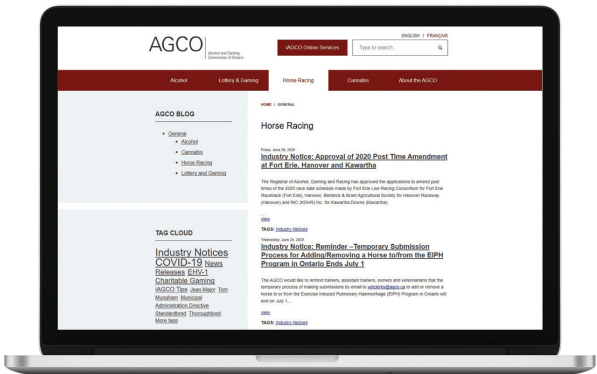 ENGLISH | FRANÇAIS
AGCO
Alcohol and Gaming
Commission of Ontario
iAGCO Online Services
Type to search...
Alcohol
Lottery & Gaming
Horse Racing
Cannabis
About the AGCO
AGCO BLOG
General
Alcohol
Cannabis
Horse Racing
Lottery and Gaming
TAG CLOUD
Industry Notices
COVID-19 News
Releases EHV-1
Charitable Gaming
iAGCO Tips Jean Major Tom
Mungham Municipal
Administration Directive
Standardbred Thoroughbred
More tags
HOME | GENERAL
Horse Racing
Friday, June 26, 2020
Industry Notice: Approval of 2020 Post Time Amendment
at Fort Erie, Hanover and Kawartha
The Registrar of Alcohol, Gaming and Racing has approved the applications to amend post
times of the 2020 race date schedule made by Fort Erie Live Racing Consortium for Fort Erie
Racetrack (Fort Erie), Hanover, Bentinck & Brant Agricultural Society for Hanover Raceway
(Hanover) and RIC (KDHR) Inc. for Kawartha Downs (Kawartha).
view
TAGS: Industry Notices
Wednesday, June 24, 2020
Industry Notice: Reminder –Temporary Submission
Process for Adding/Removing a Horse to/from the EIPH
Program in Ontario Ends July 1
The AGCO would like to remind trainers, assistant trainers, owners and veterinarians that the
temporary process of making submissions by email to vetclerks@agco.ca to add or remove a
horse to or from the Exercise Induced Pulmonary Haemorrhage (EIPH) Program in Ontario will
end on July 1....
view
TAGS: Industry Notices